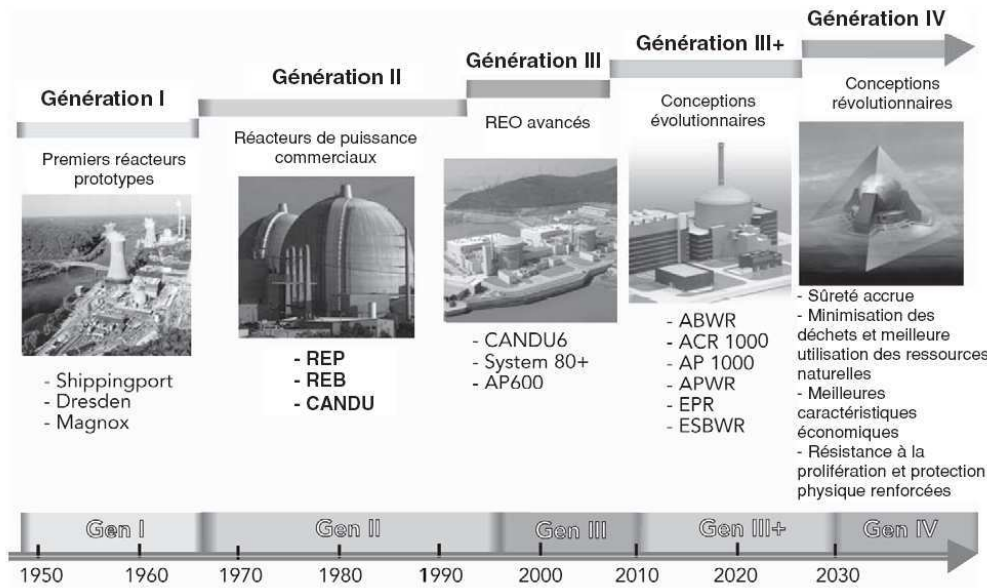 Génération I
Premiers réacteurs
prototypes
- Shippingport
- Dresden
- Magnox
Génération II
Réacteurs de puissance
commerciaux
- REP
- REB
- CANDU
Génération III
REO avancés
- CANDU6
- System 80+
- AP600
Génération III+
Conceptions
évolutionnaires
- ABWR
- ACR 1000
- AP 1000
- APWR
- EPR
- ESBWR
Génération IV
Conceptions
révolutionnaires
- Sûreté accrue
- Minimisation des
déchets et meilleure
utilisation des ressources
naturelles
- Meilleures
caractéristiques
économiques
- Résistance à la
prolifération et protection
physique renforcées
Gen I Gen II Gen III Gen III+ Gen IV
1950 1960 1970 1980 1990 2000 2010 2020 2030